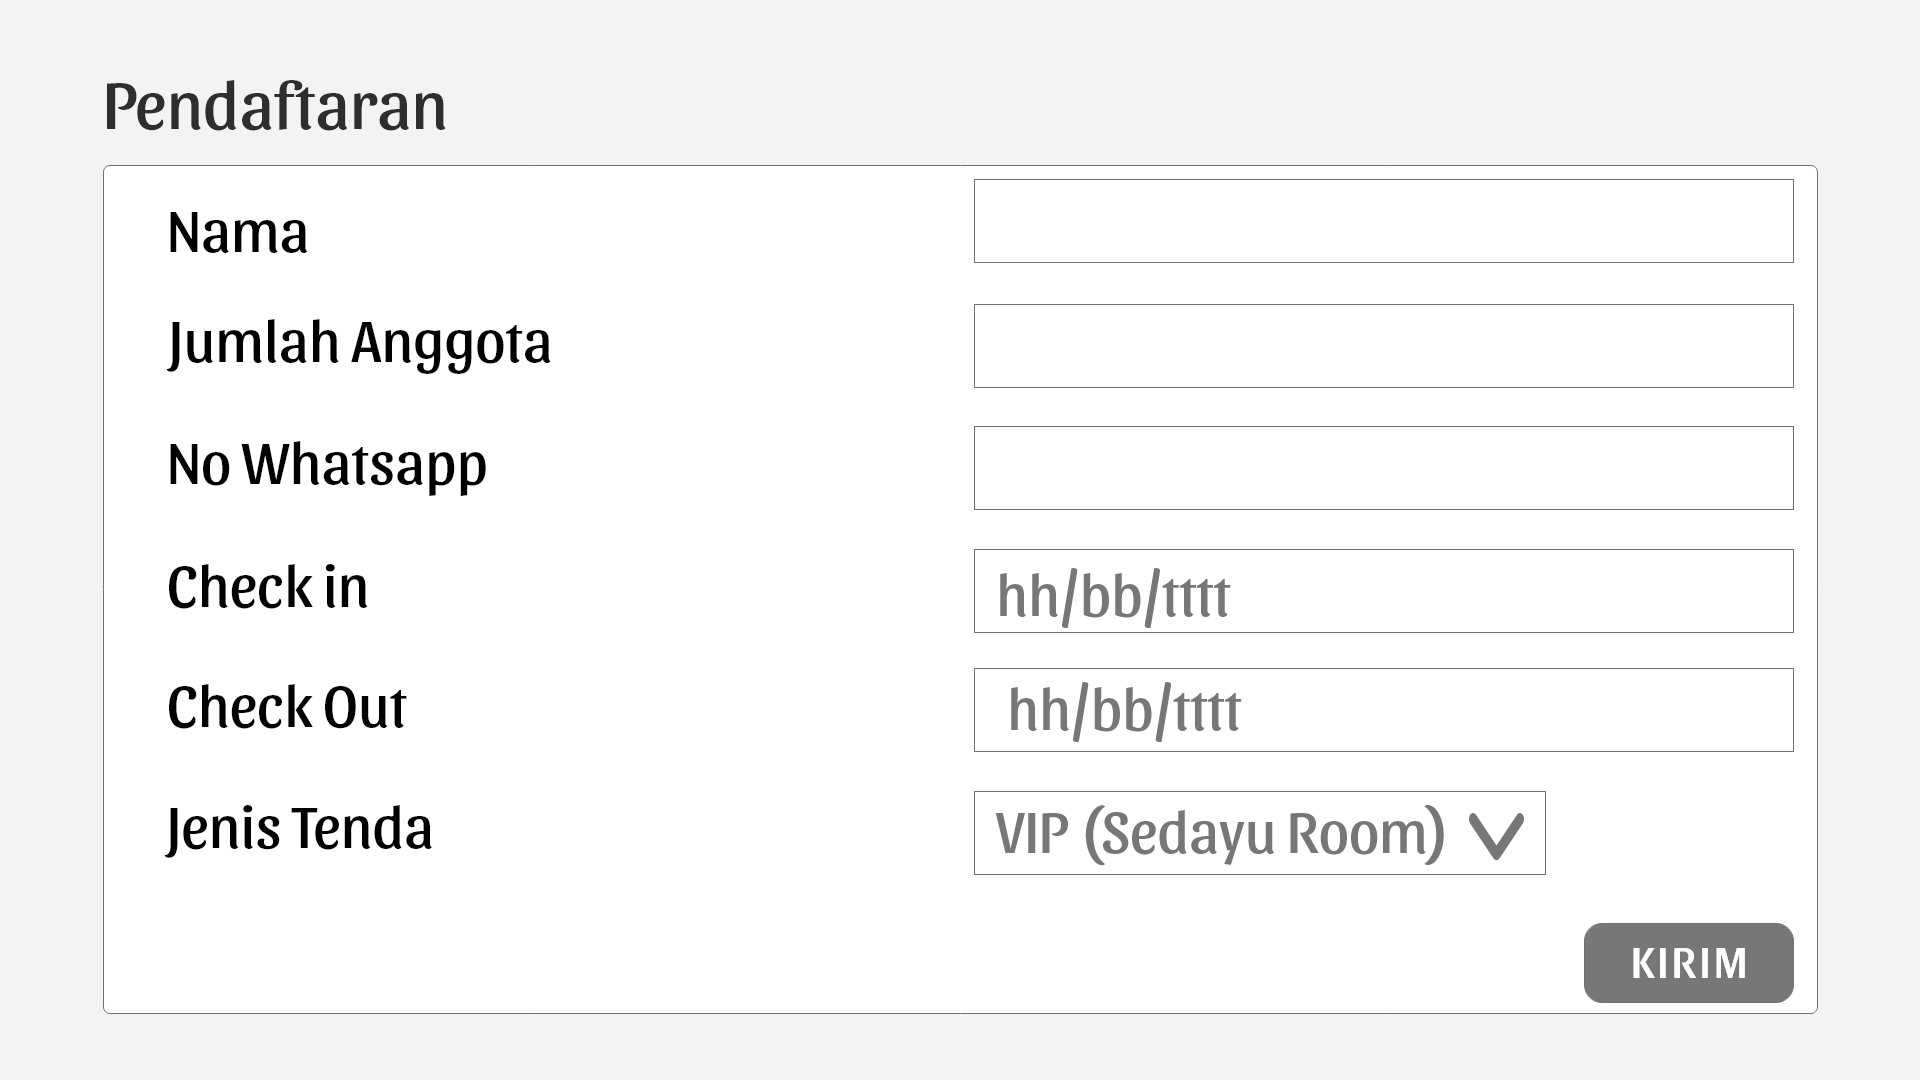 Pendaftaran
Nama
Jumlah Anggota
No Whatsapp
Check in
hh/bb/tttt
Check Out
hh/bb/tttt
Jenis Tenda
VIP (Sedayu Room)
KIRIM